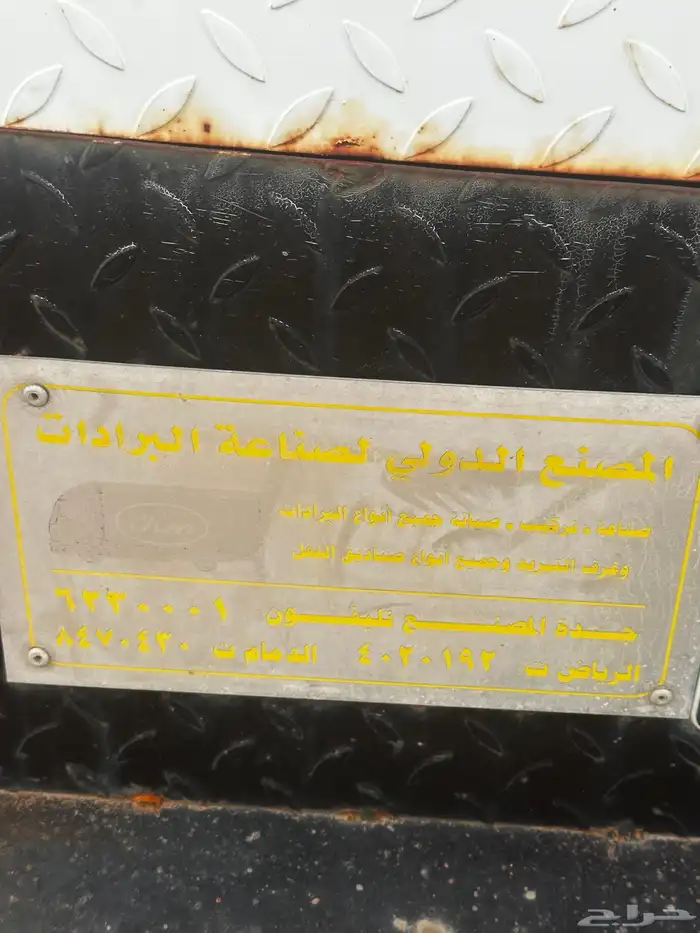 المصنع الدولي لصناعة البرادات
صناعة . تركيب . صيانة جميع أنواع البرادات
وغرف التبريد وجميع أنواع صناديق النقل
جدة المصنع تليفون ٦٣٣٠٠٠١
الرياض ت ٤٠٢٠١٩٢ الدمام ت ٨٤٧٠٤٣٠
حراج